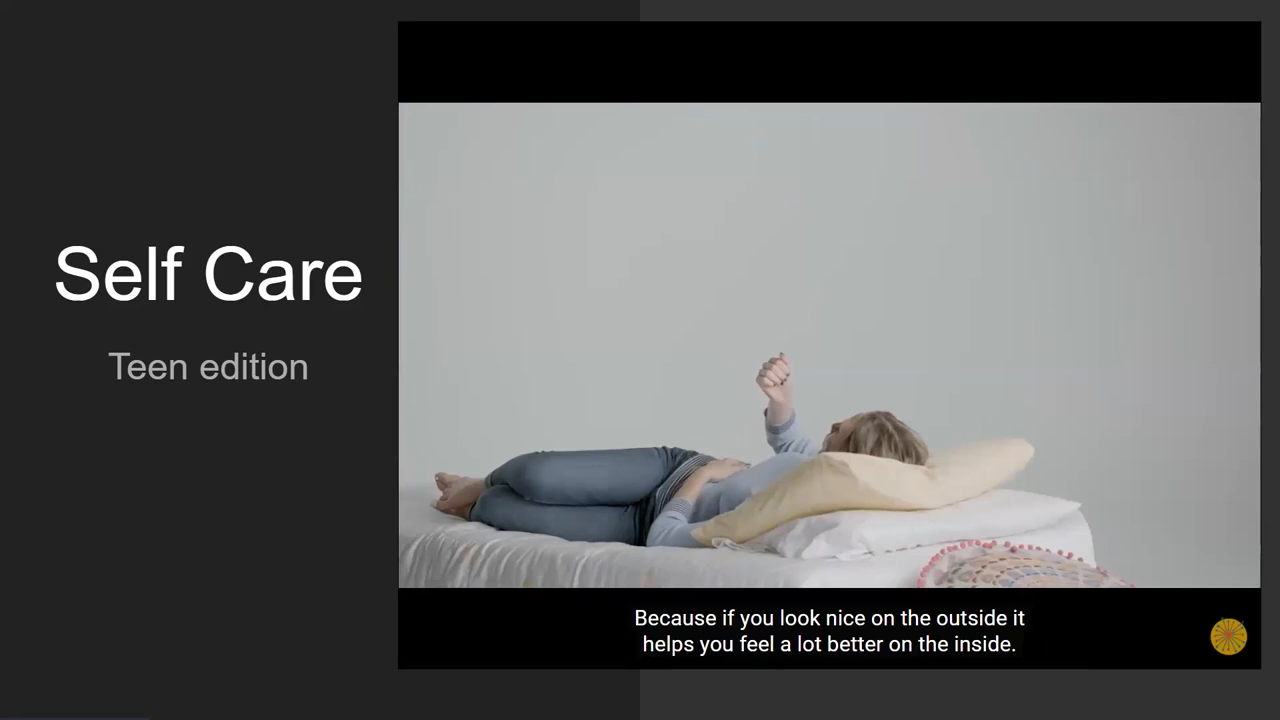 Self Care
Teen edition
Because if you look nice on the outside it
helps you feel a lot better on the inside.